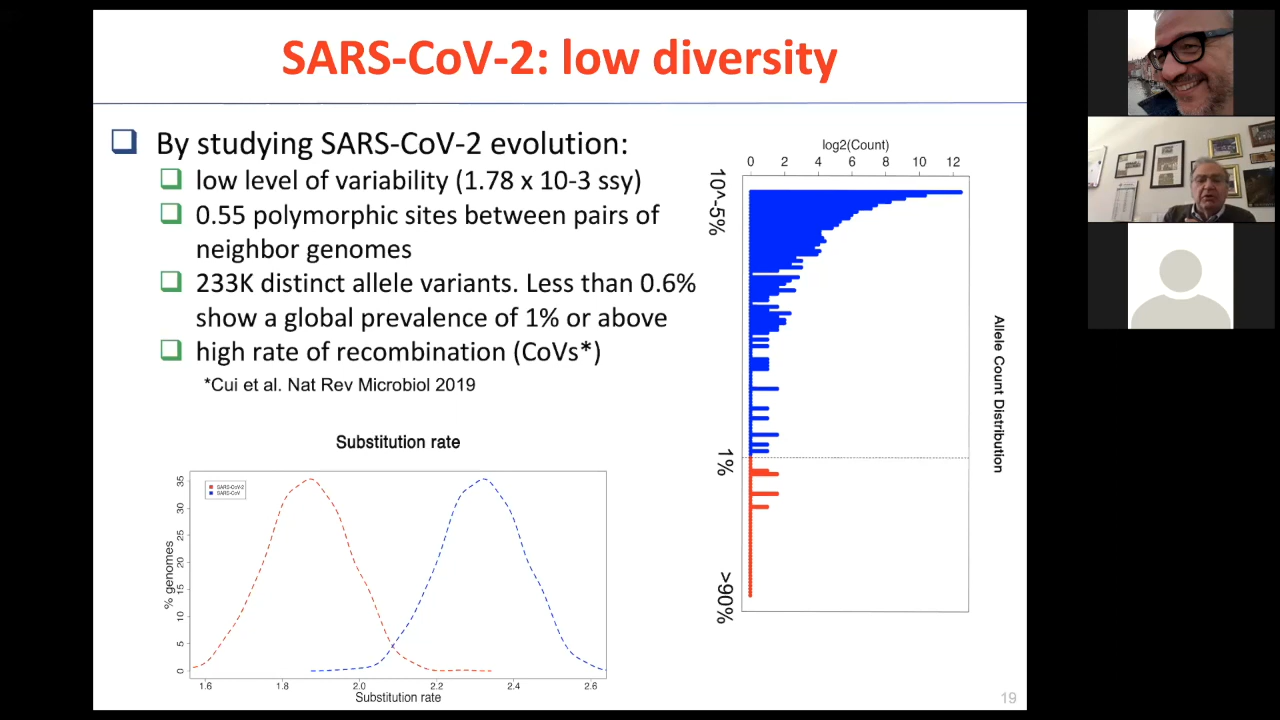 SARS-CoV-2: low diversity
By studying SARS-CoV-2 evolution:
low level of variability (1.78 x 10-3 ssy)
0.55 polymorphic sites between pairs of
neighbor genomes
233K distinct allele variants. Less than 0.6%
show a global prevalence of 1% or above
high rate of recombination (CoVs*)
*Cui et al. Nat Rev Microbiol 2019
Substitution rate
SARS-CoV-2
SARS-CoV
% genomes
35
30
25
20
15
10
5
0
1.6 1.8 2.0 2.2 2.4 2.6
Substitution rate
log2(Count)
0 2 4 6 8 10 12
10^-5%
1%
>90%
Allele Count Distribution
19